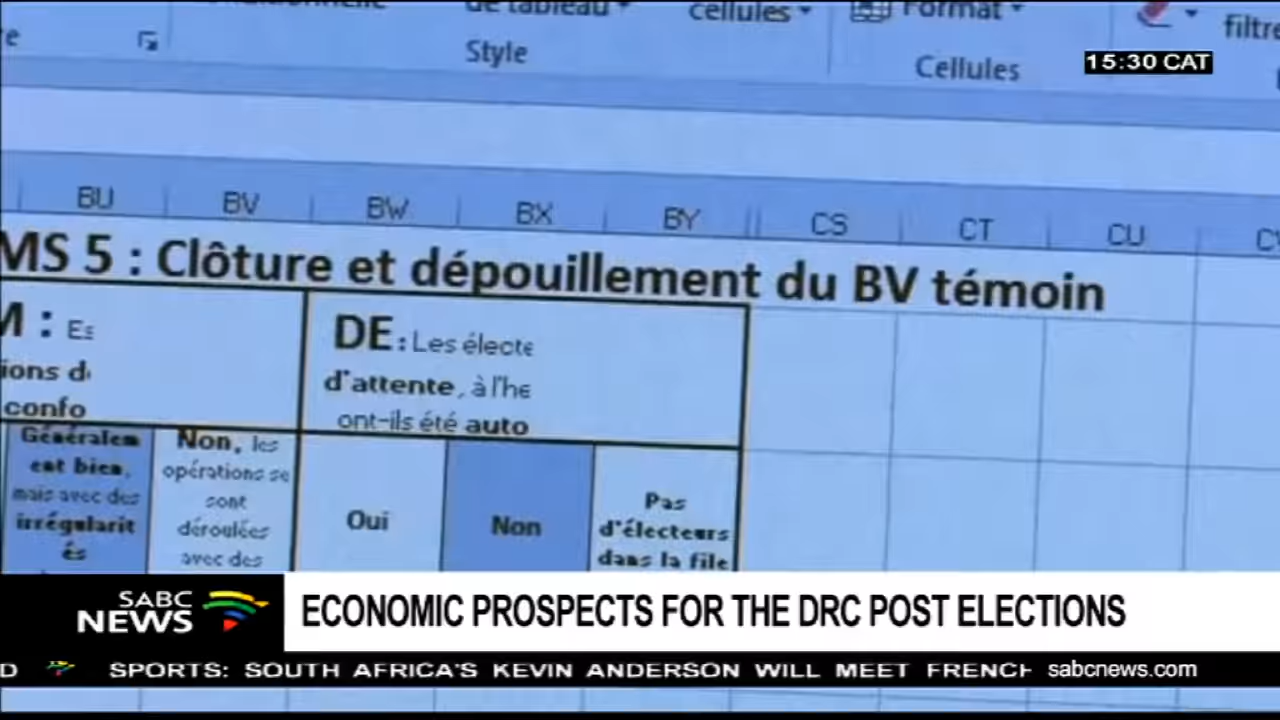 de tableau
cellules
Format
filtre
Style
Cellules
15:30 CAT
BU BV BW BX BY CS CT CU
MS 5 : Clôture et dépouillement du BV témoin
M : Es
ions d
confo
DE : Les électe
d'attente, à l'he
ont-ils été auto
Généralem
ent bien,
mais avec des
irrégularit
és
Non, les
opérations se
sont
déroulées
avec des
Oui
Non
Pas
d'électeurs
dans la file
SABC
NEWS
ECONOMIC PROSPECTS FOR THE DRC POST ELECTIONS
D SPORTS: SOUTH AFRICA'S KEVIN ANDERSON WILL MEET FRENCH
sabcnews.com